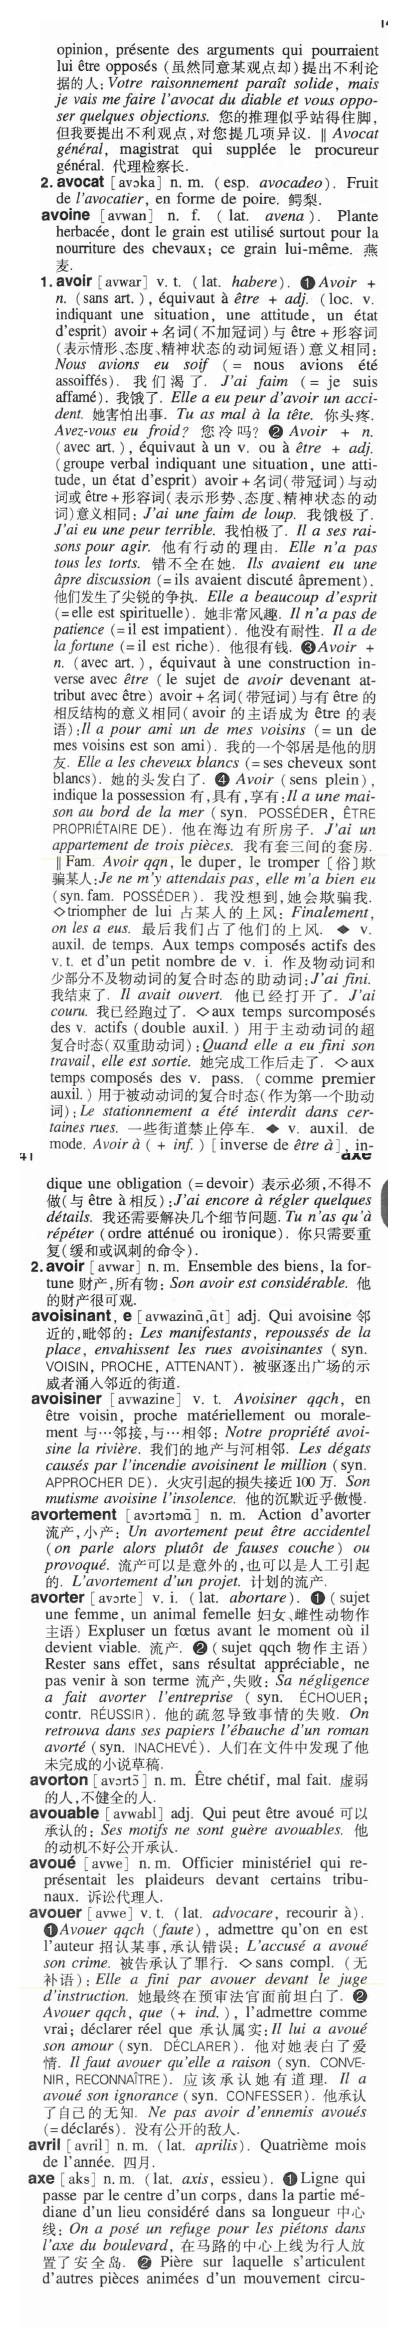 opinion, présente des arguments qui pourraient
lui être opposés (虽然同意某观点却)提出不利论
据的人: Votre raisonnement paraît solide, mais
je vais me faire l'avocat du diable et vous oppo-
ser quelques objections. 您的推理似乎站得住脚,
但我要提出不利观点,对您提几项异议. ‖ Avocat
général, magistrat qui supplée le procureur
général. 代理检察长.
2. avocat [avɔka] n. m. (esp. avocadeo). Fruit
de l'avocatier, en forme de poire. 鳄梨.
avoine [avwan] n. f. (lat. avena). Plante
herbacée, dont le grain est utilisé surtout pour la
nourriture des chevaux; ce grain lui-même. 燕
麦.
1. avoir [avwar] v. t. (lat. habere). ❶ Avoir +
n. (sans art.), équivaut à être + adj. (loc. v.
indiquant une situation, une attitude, un état
d'esprit) avoir+名词(不加冠词)与 être+形容词
(表示情形、态度、精神状态的动词短语)意义相同:
Nous avions eu soif (= nous avions été
assoiffés). 我们渴了. J'ai faim (= je suis
affamé). 我饿了. Elle a eu peur d'avoir un acci-
dent. 她害怕出事. Tu as mal à la tête. 你头疼.
Avez-vous eu froid? 您冷吗? ❷ Avoir + n.
(avec art.), équivaut à un v. ou à être + adj.
(groupe verbal indiquant une situation, une atti-
tude, un état d'esprit) avoir+名词(带冠词)与动
词或 être+形容词(表示形势、态度、精神状态的动
词)意义相同: J'ai une faim de loup. 我饿极了.
J'ai eu une peur terrible. 我怕极了. Il a ses rai-
sons pour agir. 他有行动的理由. Elle n'a pas
tous les torts. 错不全在她. Ils avaient eu une
âpre discussion (=ils avaient discuté âprement).
他们发生了尖锐的争执. Elle a beaucoup d'esprit
(=elle est spirituelle). 她非常风趣. Il n'a pas de
patience (=il est impatient). 他没有耐性. Il a de
la fortune (=il est riche). 他很有钱. ❸Avoir +
n. (avec art.), équivaut à une construction in-
verse avec être (le sujet de avoir devenant at-
tribut avec être) avoir+名词(带冠词)与有 être 的
相反结构的意义相同(avoir 的主语成为 être 的表
语):Il a pour ami un de mes voisins (= un de
mes voisins est son ami). 我的一个邻居是他的朋
友. Elle a les cheveux blancs (=ses cheveux sont
blancs). 她的头发白了. ❹ Avoir (sens plein),
indique la possession 有,具有,享有:Il a une mai-
son au bord de la mer (syn. POSSÉDER, ÊTRE
PROPRIÉTAIRE DE). 他在海边有所房子. J'ai un
appartement de trois pièces. 我有套三间的套房.
‖ Fam. Avoir qqn, le duper, le tromper〔俗〕欺
骗某人:Je ne m'y attendais pas, elle m'a bien eu
(syn. fam. POSSÉDER). 我没想到,她会欺骗我.
◇triompher de lui 占某人的上风: Finalement,
on les a eus. 最后我们占了他们的上风. ◆ v.
auxil. de temps. Aux temps composés actifs des
v. t. et d'un petit nombre de v. i. 作及物动词和
少部分不及物动词的复合时态的助动词:J'ai fini.
我结束了. Il avait ouvert. 他已经打开了. J'ai
couru. 我已经跑过了. ◇aux temps surcomposés
des v. actifs (double auxil.) 用于主动动词的超
复合时态(双重助动词):Quand elle a eu fini son
travail, elle est sortie. 她完成工作后走了. ◇aux
temps composés des v. pass. (comme premier
auxil.) 用于被动动词的复合时态(作为第一个助动
词):Le stationnement a été interdit dans cer-
taines rues. 一些街道禁止停车. ◆ v. auxil. de
mode. Avoir à ( + inf. ) [inverse de être à], in-
41
axe
dique une obligation (=devoir) 表示必须,不得不
做(与 être à 相反):J'ai encore à régler quelques
détails. 我还需要解决几个细节问题. Tu n'as qu'à
répéter (ordre atténué ou ironique). 你只需要重
复(缓和或讽刺的命令).
2. avoir [avwar] n. m. Ensemble des biens, la for-
tune 财产,所有物: Son avoir est considérable. 他
的财产很可观.
avoisinant, e [avwazinɑ̃,ɑ̃t] adj. Qui avoisine 邻
近的,毗邻的: Les manifestants, repoussés de la
place, envahissent les rues avoisinantes (syn.
VOISIN, PROCHE, ATTENANT). 被驱逐出广场的示
威者涌入邻近的街道.
avoisiner [avwazine] v. t. Avoisiner qqch, en
être voisin, proche matériellement ou morale-
ment 与…邻接,与…相邻: Notre propriété avoi-
sine la rivière. 我们的地产与河相邻. Les dégats
causés par l'incendie avoisinent le million (syn.
APPROCHER DE). 火灾引起的损失接近 100 万. Son
mutisme avoisine l'insolence. 他的沉默近乎傲慢.
avortement [avɔrtəmɑ̃] n. m. Action d'avorter
流产,小产: Un avortement peut être accidentel
(on parle alors plutôt de fauses couche) ou
provoqué. 流产可以是意外的,也可以是人工引起
的. L'avortement d'un projet. 计划的流产.
avorter [avɔrte] v. i. (lat. abortare). ❶ (sujet
une femme, un animal femelle 妇女、雌性动物作
主语) Expluser un fœtus avant le moment où il
devient viable. 流产. ❷ (sujet qqch 物作主语)
Rester sans effet, sans résultat appréciable, ne
pas venir à son terme 流产,失败: Sa négligence
a fait avorter l'entreprise (syn. ÉCHOUER;
contr. RÉUSSIR). 他的疏忽导致事情的失败. On
retrouva dans ses papiers l'ébauche d'un roman
avorté (syn. INACHEVÉ). 人们在文件中发现了他
未完成的小说草稿.
avorton [avɔrtɔ̃] n. m. Être chétif, mal fait. 虚弱
的人,不健全的人.
avouable [avwabl] adj. Qui peut être avoué 可以
承认的: Ses motifs ne sont guère avouables. 他
的动机不好公开承认.
avoué [avwe] n. m. Officier ministériel qui re-
présentait les plaideurs devant certains tribu-
naux. 诉讼代理人.
avouer [avwe] v. t. (lat. advocare, recourir à).
❶Avouer qqch (faute), admettre qu'on en est
l'auteur 招认某事,承认错误: L'accusé a avoué
son crime. 被告承认了罪行. ◇sans compl. (无
补语): Elle a fini par avouer devant le juge
d'instruction. 她最终在预审法官面前坦白了. ❷
Avouer qqch, que (+ ind.), l'admettre comme
vrai; déclarer réel que 承认属实: Il lui a avoué
son amour (syn. DÉCLARER). 他对她表白了爱
情. Il faut avouer qu'elle a raison (syn. CONVE-
NIR, RECONNAÎTRE). 应该承认她有道理. Il a
avoué son ignorance (syn. CONFESSER). 他承认
了自己的无知. Ne pas avoir d'ennemis avoués
(=déclarés). 没有公开的敌人.
avril [avril] n. m. (lat. aprilis). Quatrième mois
de l'année. 四月.
axe [aks] n. m. (lat. axis, essieu). ❶Ligne qui
passe par le centre d'un corps, dans la partie mé-
diane d'un lieu considéré dans sa longueur 中心
线: On a posé un refuge pour les piétons dans
l'axe du boulevard, 在马路的中心上线为行人放
置了安全岛. ❷ Pière sur laquelle s'articulent
d'autres pièces animées d'un mouvement circu-